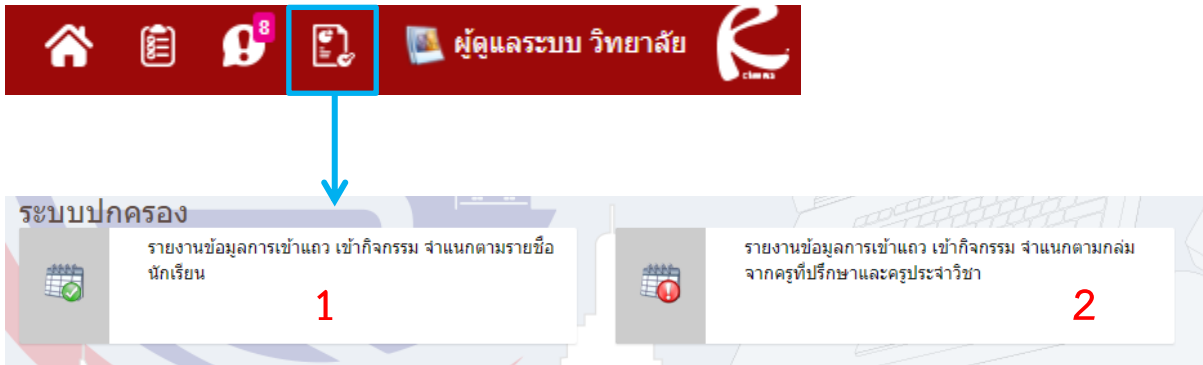 8
ผู้ดูแลระบบ วิทยาลัย
ระบบปกครอง
รายงานข้อมูลการเข้าแถว เข้ากิจกรรม จำแนกตามรายชื่อ
นักเรียน
1
รายงานข้อมูลการเข้าแถว เข้ากิจกรรม จำแนกตามกลุ่ม
จากครูที่ปรึกษาและครูประจำวิชา
2